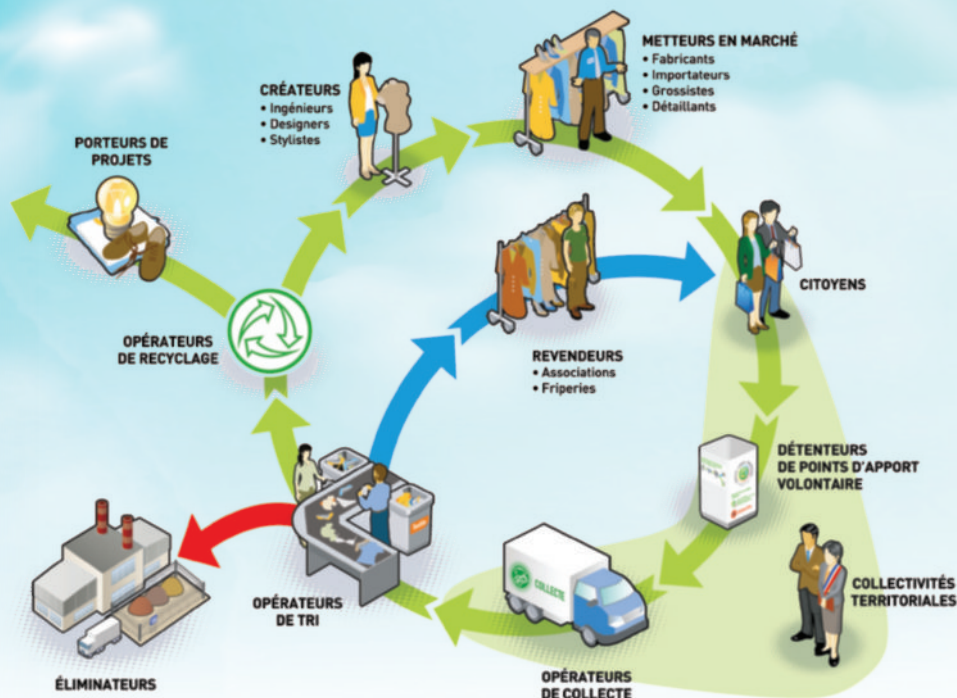 METTEURS EN MARCHÉ
• Fabricants
• Importateurs
• Grossistes
• Détaillants
CRÉATEURS
• Ingénieurs
• Designers
• Stylistes
PORTEURS DE
PROJETS
CITOYENS
OPÉRATEURS
DE RECYCLAGE
REVENDEURS
• Associations
• Friperies
DÉTENTEURS
DE POINTS D'APPORT
VOLONTAIRE
COLLECTE
COLLECTIVITÉS
TERRITORIALES
OPÉRATEURS
DE TRI
ÉLIMINATEURS
OPÉRATEURS
DE COLLECTE